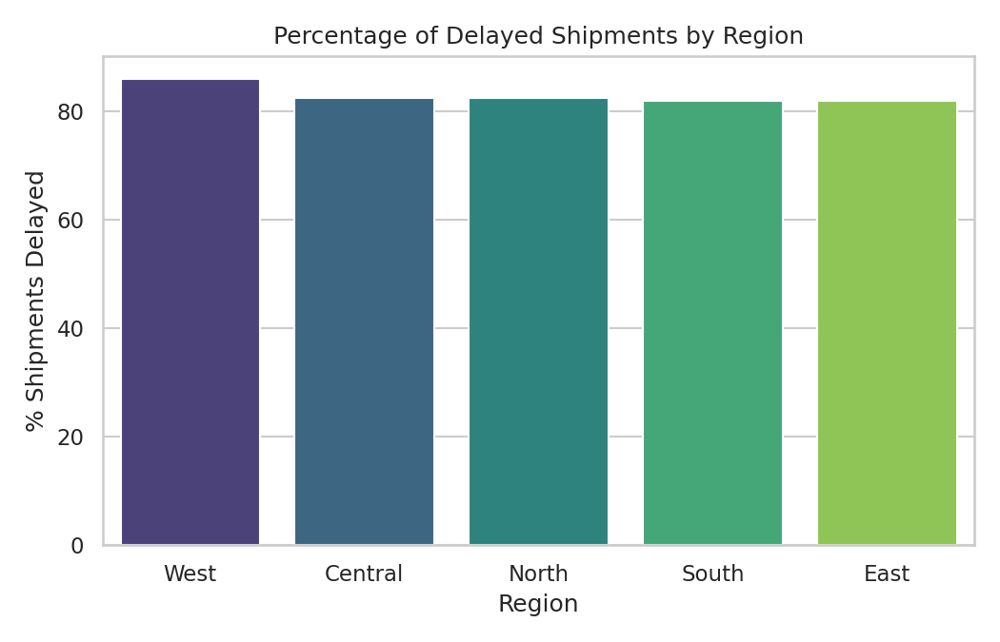 Percentage of Delayed Shipments by Region
% Shipments Delayed
80
60
40
20
0
West Central North South East
Region